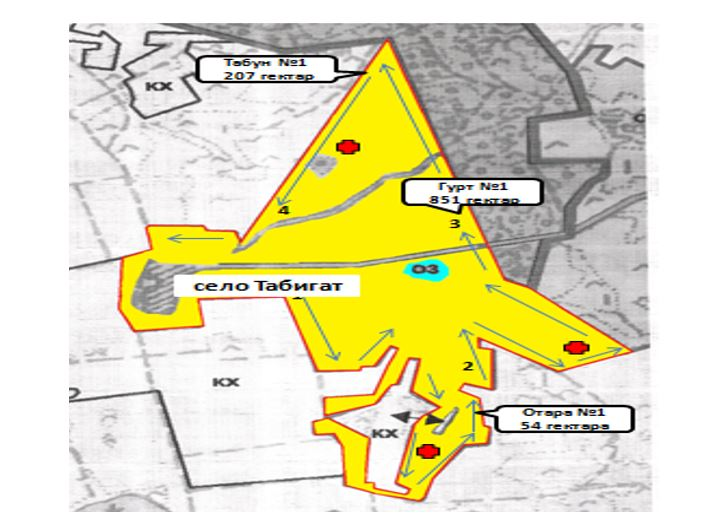 Табун №1
207 гектар
КХ
Гурт №1
851 гектар
4
3
ОЗ
село Табигат
1
2
КХ
Отара №1
54 гектара
КХ